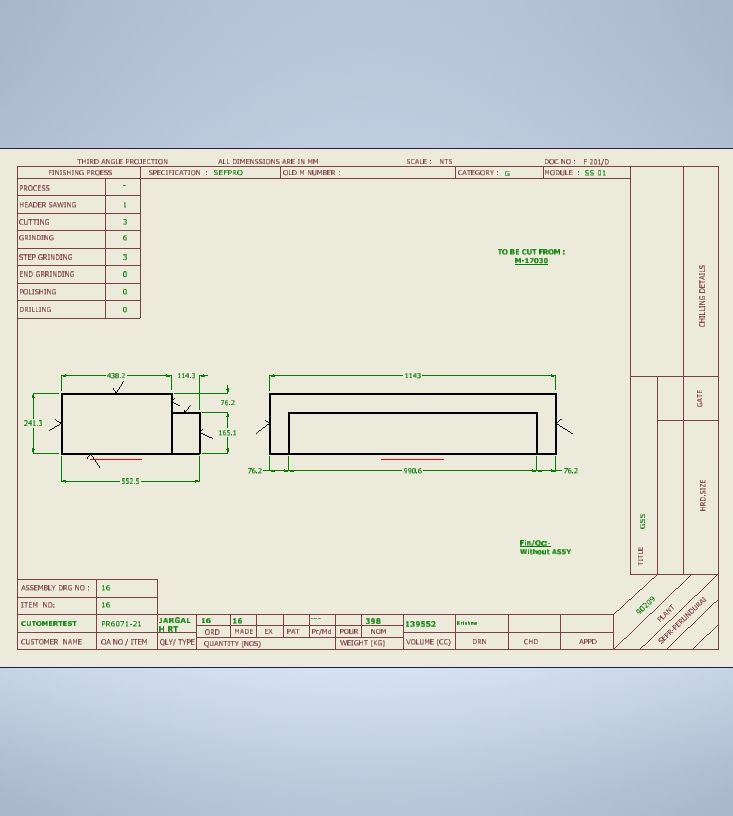 THIRD ANGLE PROJECTION ALL DIMENSSIONS ARE IN MM SCALE : NTS DOC NO : F 201/D
FINISHING PROESS SPECIFICATION : SEFPRO OLD M NUMBER : CATEGORY : G MODULE : SS 01
PROCESS -
HEADER SAWING 1
CUTTING 3
GRINDING 6
STEP GRINDING 3
END GRRINDING 0
POLISHING 0
DRILLING 0
TO BE CUT FROM :
M-17030
CHILLING DETAILS
GATE
HRD.SIZE
TITLE GSS
438.2 114.3 1143
76.2
241.3 165.1
76.2 990.6 76.2
552.5
Fin/Oct-
Without ASSY
ASSEMBLY DRG NO : 16
ITEM NO: 16
90209
PLANT
SEPR-PERUNDURAI
CUTOMERTEST PR6071-21 JARGAL H RT 16 16 ---- 398 139552 Krishna
ORD MADE EX PAT Pc/Md POUR NOM
CUSTOMER NAME OA NO / ITEM QLY/ TYPE QUANTITY (NOS) WEIGHT (KG) VOLUME (CC) DRN CHD APPD